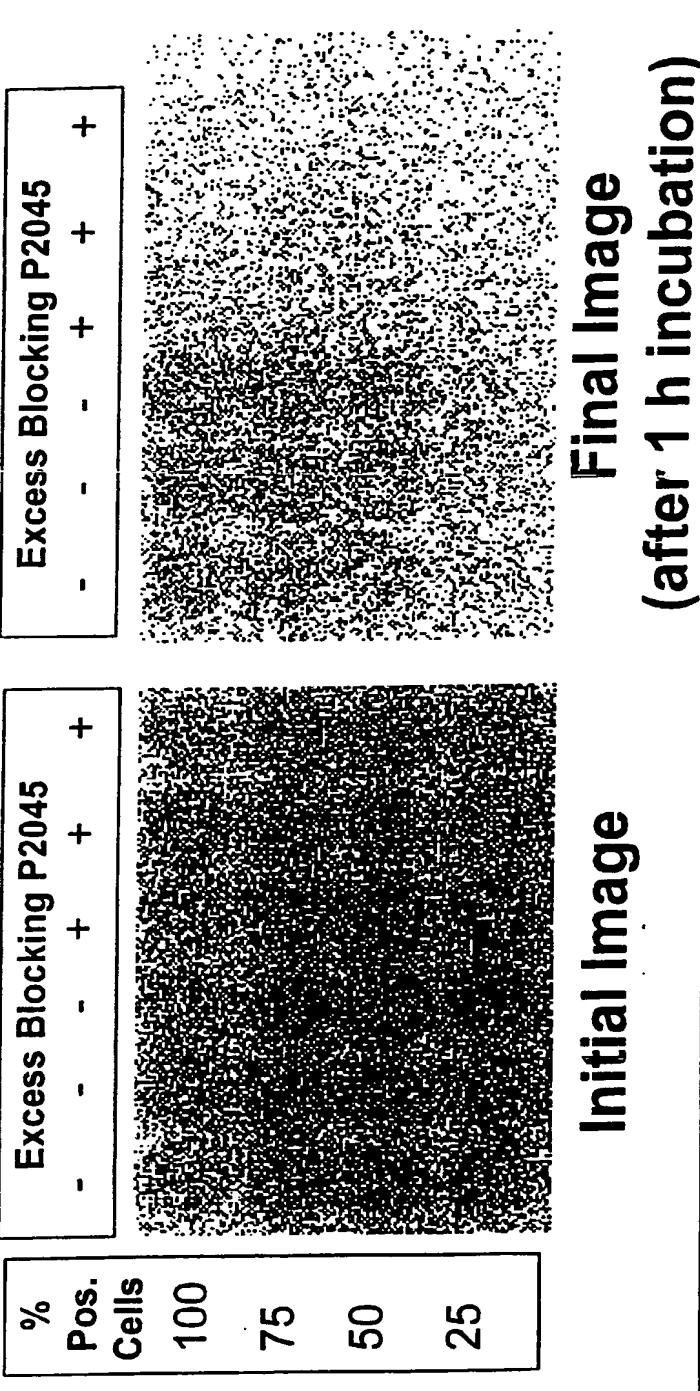 %
Pos.
Cells
100
75
50
25
Excess Blocking P2045
- - - + + +
Initial Image
Excess Blocking P2045
- - - + + +
Final Image
(after 1 h incubation)